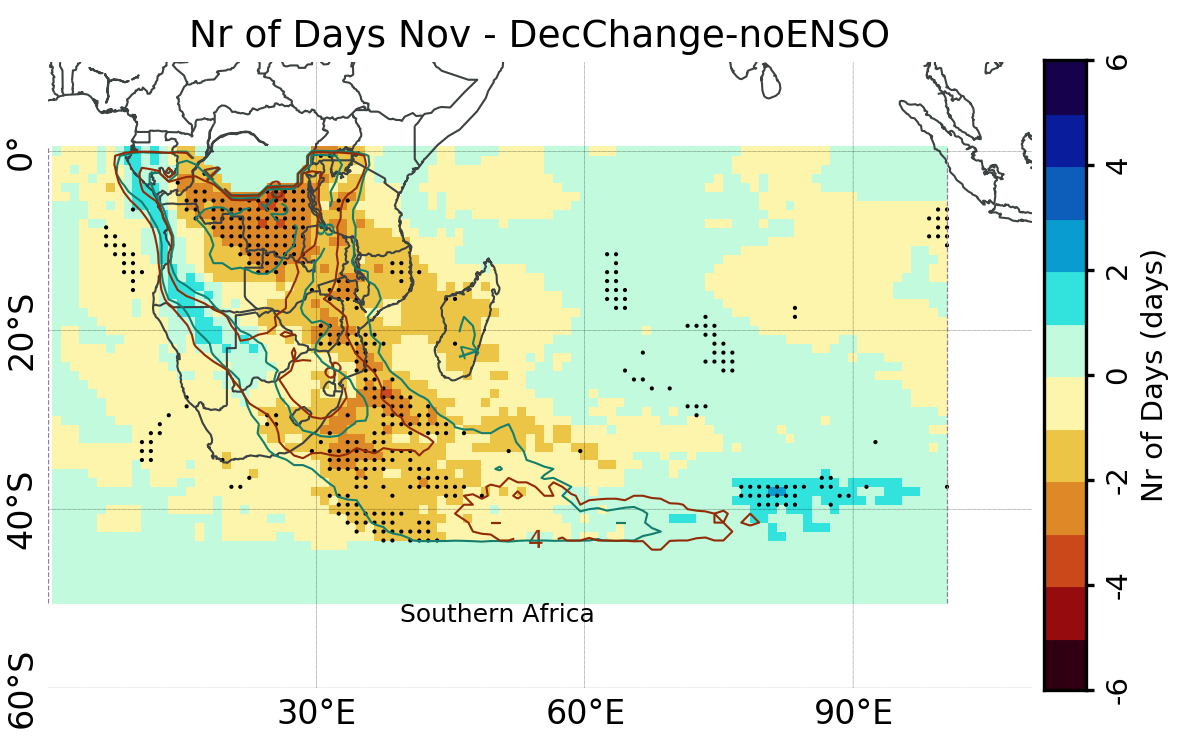 Nr of Days Nov - DecChange-noENSO
0°
20°S
40°S
60°S
30°E
60°E
90°E
4
Southern Africa
6
4
2
0
-2
-4
-6
Nr of Days (days)